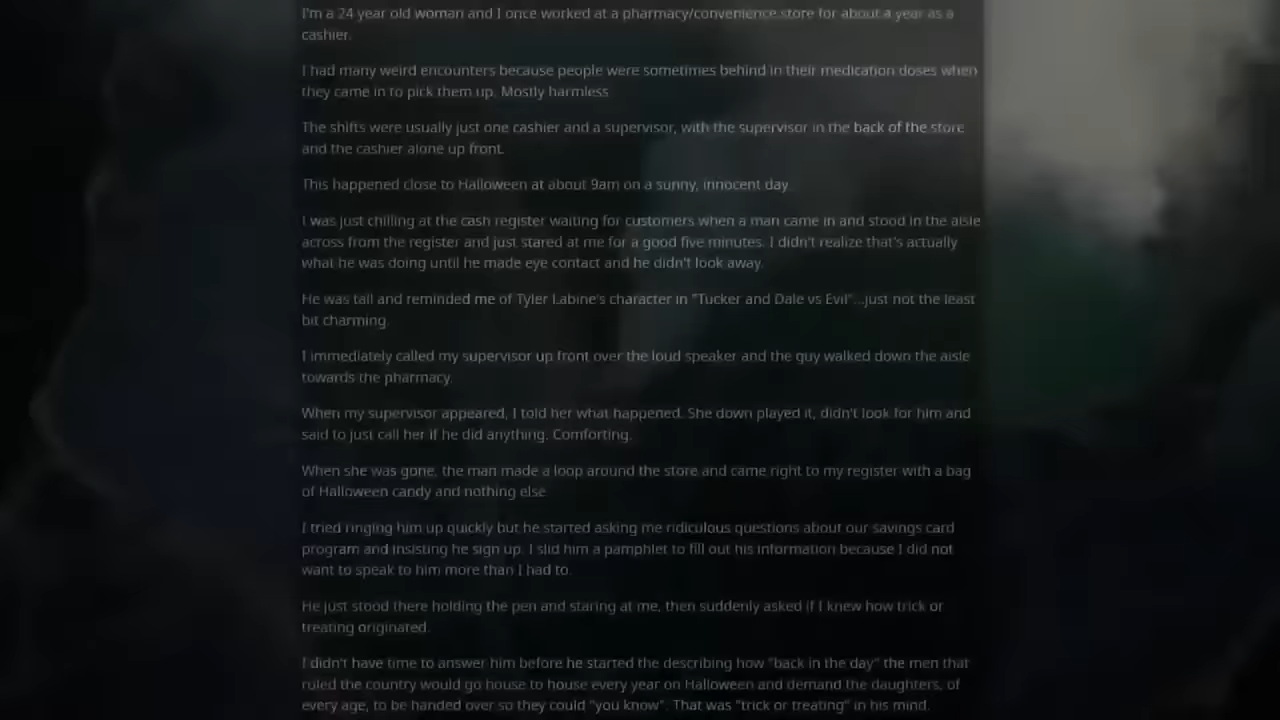 I'm a 24 year old woman and I once worked at a pharmacy/convenience store for about a year as a
cashier.
I had many weird encounters because people were sometimes behind in their medication doses when
they came in to pick them up. Mostly harmless.
The shifts were usually just one cashier and a supervisor, with the supervisor in the back of the store
and the cashier alone up front.
This happened close to Halloween at about 9am on a sunny, innocent day.
I was just chilling at the cash register waiting for customers when a man came in and stood in the aisle
across from the register and just stared at me for a good five minutes. I didn't realize that's actually
what he was doing until he made eye contact and he didn't look away.
He was tall and reminded me of Tyler Labine's character in "Tucker and Dale vs Evil"...just not the least
bit charming.
I immediately called my supervisor up front over the loud speaker and the guy walked down the aisle
towards the pharmacy.
When my supervisor appeared, I told her what happened. She down played it, didn't look for him and
said to just call her if he did anything. Comforting.
When she was gone, the man made a loop around the store and came right to my register with a bag
of Halloween candy and nothing else.
I tried ringing him up quickly but he started asking me ridiculous questions about our savings card
program and insisting he sign up. I slid him a pamphlet to fill out his information because I did not
want to speak to him more than I had to.
He just stood there holding the pen and staring at me, then suddenly asked if I knew how trick or
treating originated.
I didn't have time to answer him before he started the describing how "back in the day" the men that
ruled the country would go house to house every year on Halloween and demand the daughters, of
every age, to be handed over so they could "you know". That was "trick or treating" in his mind.